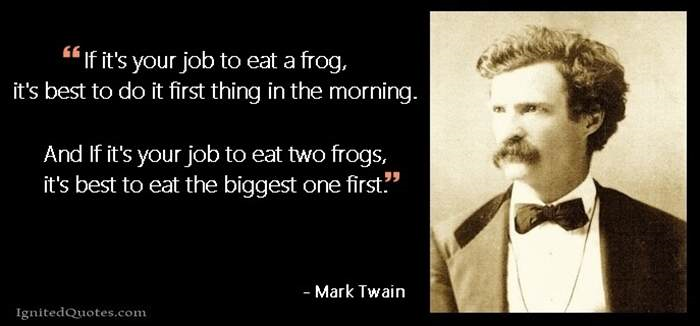 “If it's your job to eat a frog,
it's best to do it first thing in the morning.
And If it's your job to eat two frogs,
it's best to eat the biggest one first.”
– Mark Twain
IgnitedQuotes.com